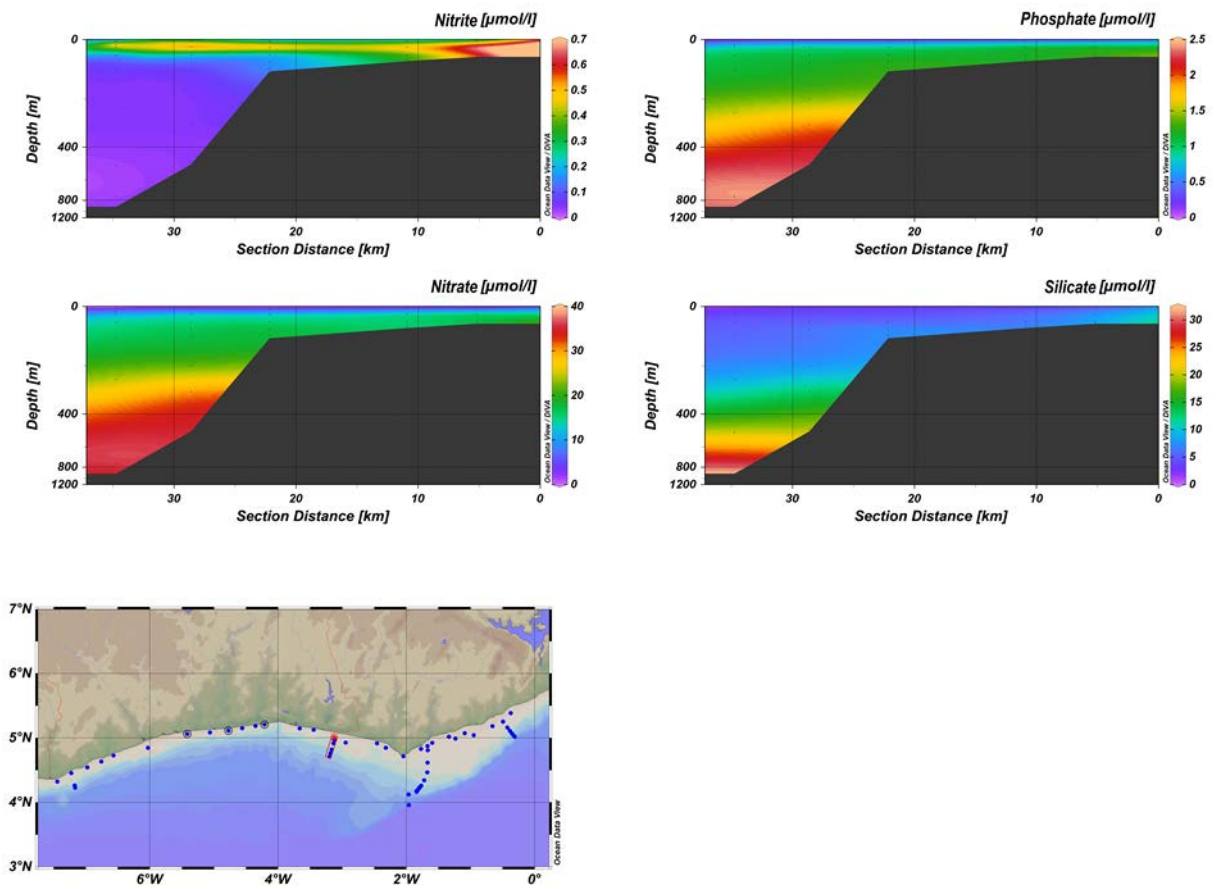 Nitrite [µmol/l]
0
400
800
1200
Depth [m]
30
20
10
0
Section Distance [km]
0.7
0.6
0.5
0.4
0.3
0.2
0.1
0
Ocean Data View / DIVA
Phosphate [µmol/l]
0
400
800
1200
Depth [m]
30
20
10
0
Section Distance [km]
2.5
2
1.5
1
0.5
0
Ocean Data View / DIVA
Nitrate [µmol/l]
0
400
800
1200
Depth [m]
30
20
10
0
Section Distance [km]
40
30
20
10
0
Ocean Data View / DIVA
Silicate [µmol/l]
0
400
800
1200
Depth [m]
30
20
10
0
Section Distance [km]
30
25
20
15
10
5
0
Ocean Data View / DIVA
7°N
6°N
5°N
4°N
3°N
6°W
4°W
2°W
0°
Ocean Data View